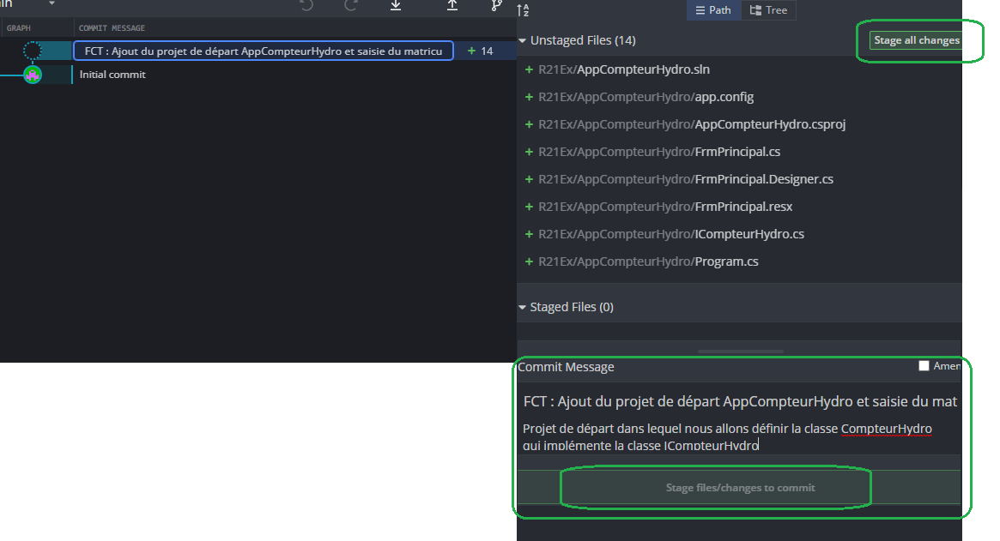 in
GRAPH
COMMIT MESSAGE
FCT : Ajout du projet de départ AppCompteurHydro et saisie du matricu
+ 14
Initial commit
A
Z
Path
Tree
Unstaged Files (14)
Stage all changes
+ R21Ex/AppCompteurHydro.sln
+ R21Ex/AppCompteurHydro/app.config
+ R21Ex/AppCompteurHydro/AppCompteurHydro.csproj
+ R21Ex/AppCompteurHydro/FrmPrincipal.cs
+ R21Ex/AppCompteurHydro/FrmPrincipal.Designer.cs
+ R21Ex/AppCompteurHydro/FrmPrincipal.resx
+ R21Ex/AppCompteurHydro/ICompteurHydro.cs
+ R21Ex/AppCompteurHydro/Program.cs
Staged Files (0)
Commit Message
Amen
FCT : Ajout du projet de départ AppCompteurHydro et saisie du mat
Projet de départ dans lequel nous allons définir la classe CompteurHydro
qui implémente la classe ICompteurHydro
Stage files/changes to commit